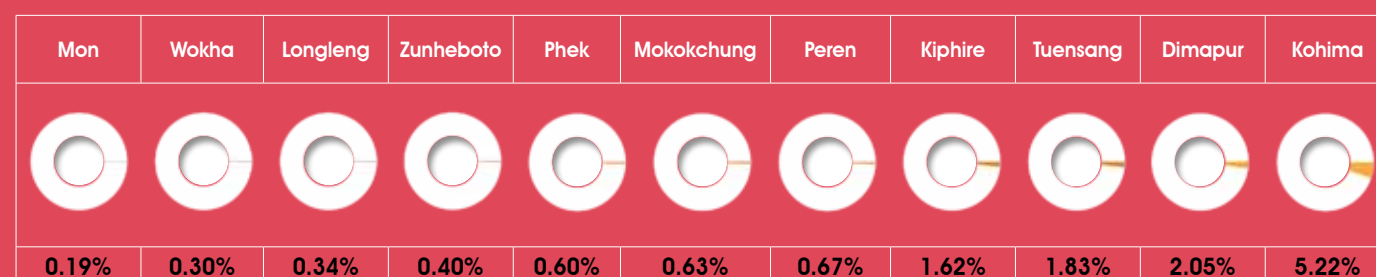 Mon Wokha Longleng Zunheboto Phek Mokokchung Peren Kiphire Tuensang Dimapur Kohima
0.19% 0.30% 0.34% 0.40% 0.60% 0.63% 0.67% 1.62% 1.83% 2.05% 5.22%